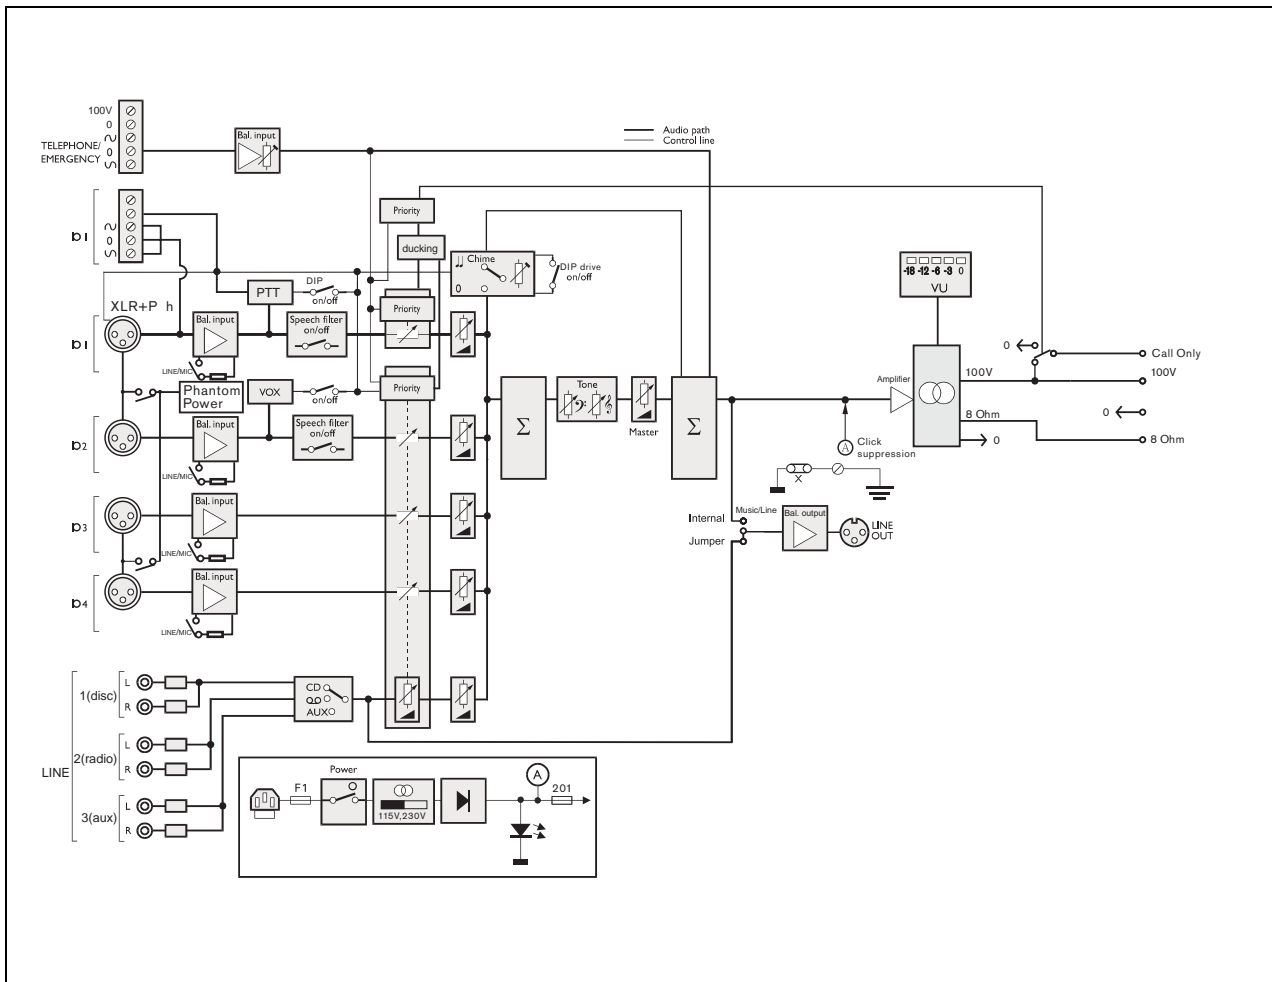 100V
0
TELEPHONE/
EMERGENCY
Bal. input
Audio path
Control line
Priority
0
ducking
Chime
0
DIP drive
on/off
-18 -12 -6 -3 0
VU
XLR+P h
PTT
DIP
on/off
Priority
Bal. input
Speech filter
on/off
LINE/MIC
0
Call Only
100V
100V
Phantom
Power
VOX
on/off
Priority
Tone
Σ
Master
Σ
Amplifier
8 Ohm
0
0
8 Ohm
Bal. input
Speech filter
on/off
LINE/MIC
A
Click
suppression
X
Bal. input
LINE/MIC
Internal
Music/Line
Jumper
Bal. output
LINE
OUT
Bal. input
LINE/MIC
LINE
1(disc)
L
R
CD
AUX
2(radio)
L
R
3(aux)
L
R
F1
Power
115V,230V
A
201